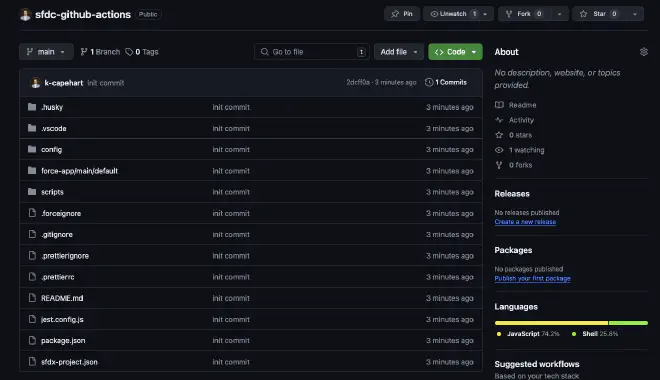 sfdc-github-actions Public Pin Unwatch 1 Fork 0 Star 0
main 1 Branch 0 Tags Go to file t Add file Code
k-capehart init commit 2dcff0a · 3 minutes ago 1 Commits
.husky init commit 3 minutes ago
.vscode init commit 3 minutes ago
config init commit 3 minutes ago
force-app/main/default init commit 3 minutes ago
scripts init commit 3 minutes ago
.forceignore init commit 3 minutes ago
.gitignore init commit 3 minutes ago
.prettierignore init commit 3 minutes ago
.prettierrc init commit 3 minutes ago
README.md init commit 3 minutes ago
jest.config.js init commit 3 minutes ago
package.json init commit 3 minutes ago
sfdx-project.json init commit 3 minutes ago
About
No description, website, or topics
provided.
Readme
Activity
0 stars
1 watching
0 forks
Releases
No releases published
Create a new release
Packages
No packages published
Publish your first package
Languages
JavaScript 74.2% Shell 25.8%
Suggested workflows
Based on your tech stack